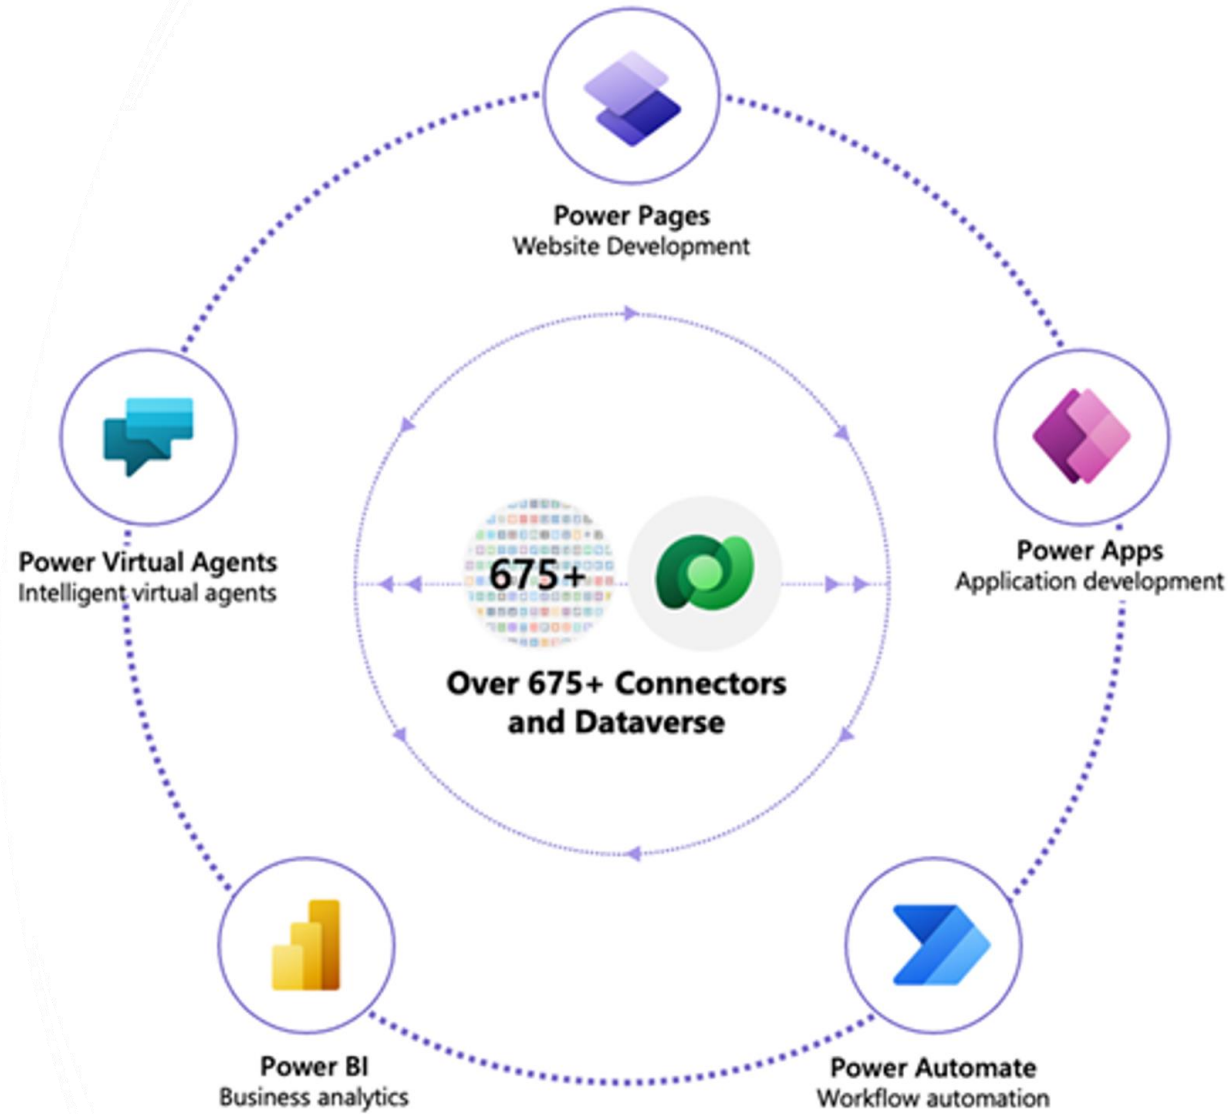 Power Pages
Website Development
Power Virtual Agents
Intelligent virtual agents
Power Apps
Application development
675+
Over 675+ Connectors
and Dataverse
Power BI
Business analytics
Power Automate
Workflow automation